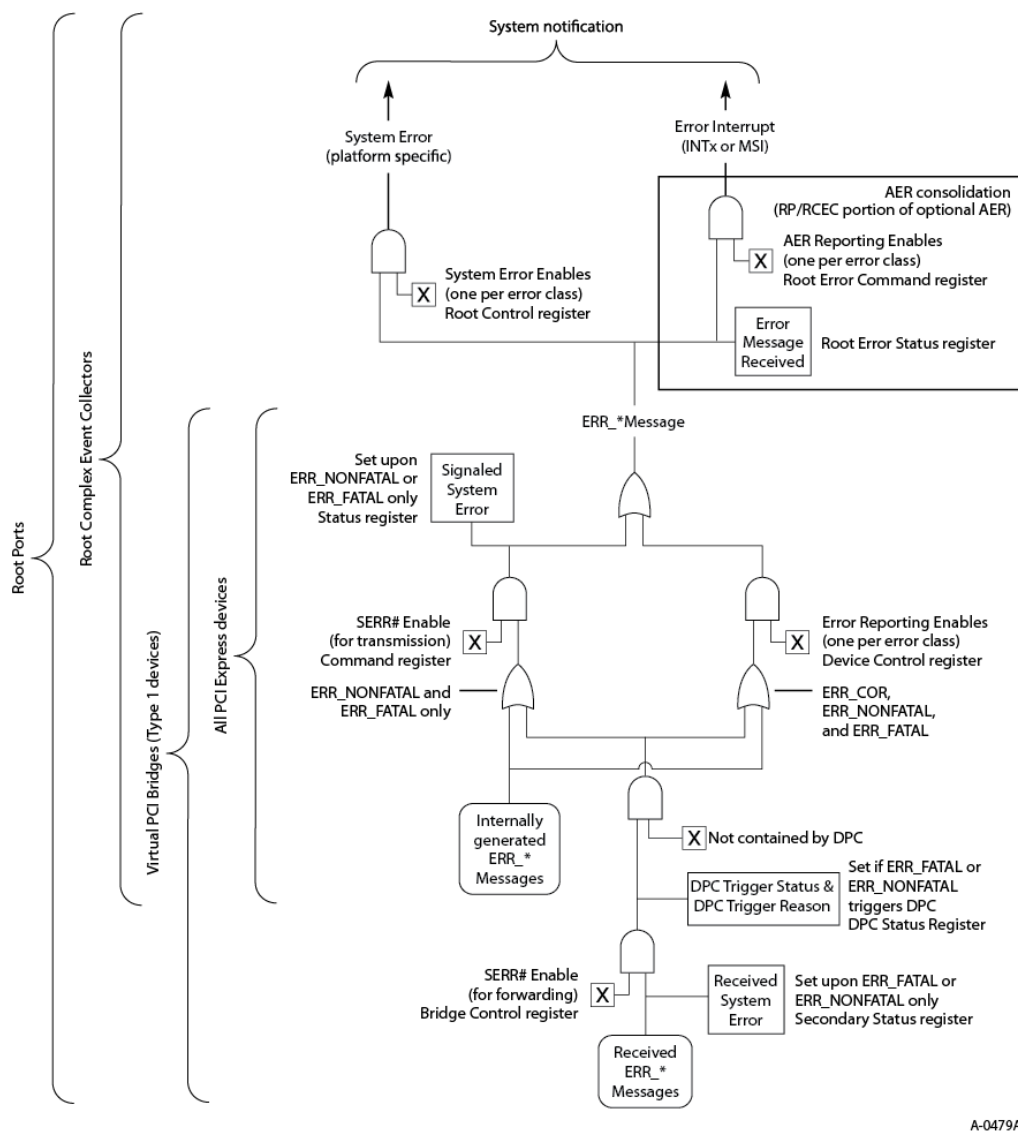 System notification
System Error
(platform specific)
Error Interrupt
(INTx or MSI)
AER consolidation
(RP/RCEC portion of optional AER)
AER Reporting Enables
(one per error class)
Root Error Command register
X
System Error Enables
(one per error class)
Root Control register
X
Error
Message
Received
Root Error Status register
ERR_*Message
Set upon
ERR_NONFATAL or
ERR_FATAL only
Status register
Signaled
System
Error
SERR# Enable
(for transmission)
Command register
X
Error Reporting Enables
(one per error class)
Device Control register
X
ERR_NONFATAL and
ERR_FATAL only
ERR_COR,
ERR_NONFATAL,
and ERR_FATAL
Internally
generated
ERR_*
Messages
X
Not contained by DPC
DPC Trigger Status &
DPC Trigger Reason
Set if ERR_FATAL or
ERR_NONFATAL
triggers DPC
DPC Status Register
SERR# Enable
(for forwarding)
Bridge Control register
X
Received
System
Error
Set upon ERR_FATAL or
ERR_NONFATAL only
Secondary Status register
Received
ERR_*
Messages
Root Ports
Root Complex Event Collectors
Virtual PCI Bridges (Type 1 devices)
All PCI Express devices
A-0479A